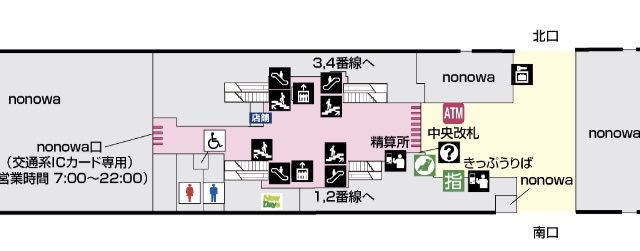 北口
3,4番線へ
nonowa
nonowa
ATM
店舗
nonowa
中央改札
nonowa口
(交通系ICカード専用)
営業時間 7:00〜22:00)
精算所
?
きっぷうりば
指
nonowa
New
Days
1,2番線へ
南口